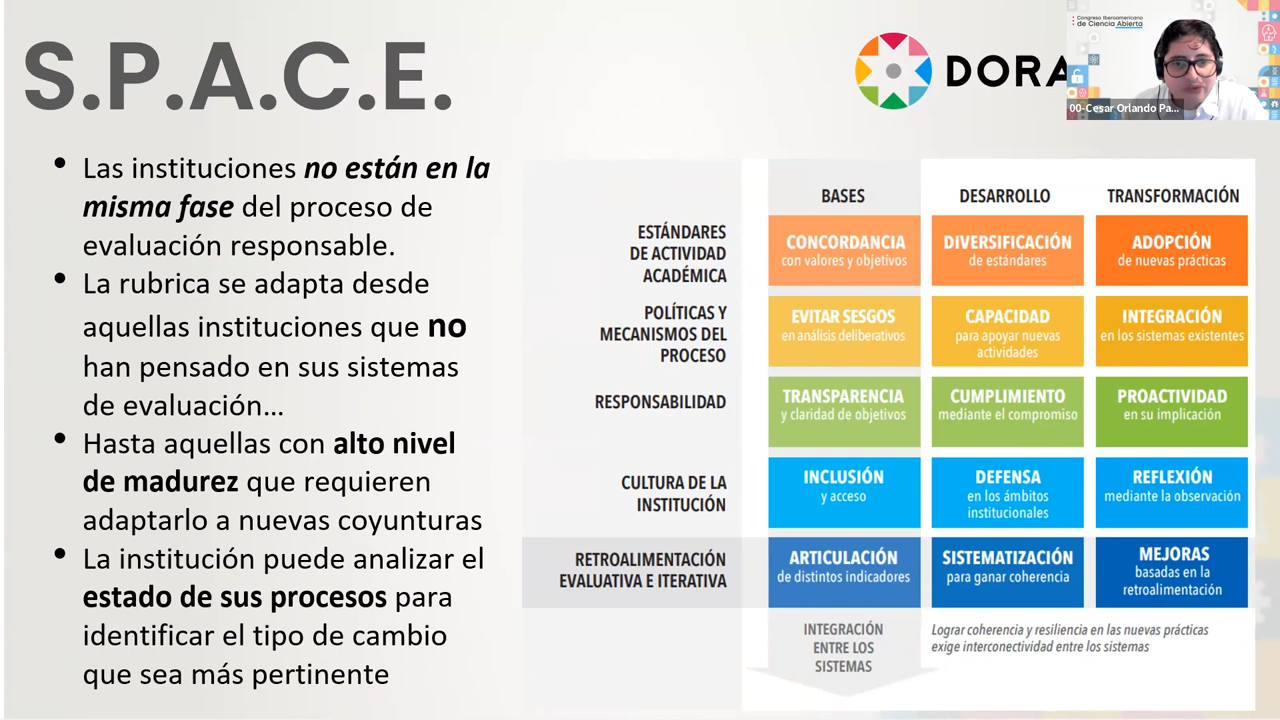 S.P.A.C.E.
DORA
Congreso Iberoamericano
de Ciencia Abierta
00-Cesar Orlando Pa...
• Las instituciones no están en la
misma fase del proceso de
evaluación responsable.
• La rubrica se adapta desde
aquellas instituciones que no
han pensado en sus sistemas
de evaluación...
• Hasta aquellas con alto nivel
de madurez que requieren
adaptarlo a nuevas coyunturas
• La institución puede analizar el
estado de sus procesos para
identificar el tipo de cambio
que sea más pertinente
BASES
DESARROLLO
TRANSFORMACIÓN
ESTÁNDARES
DE ACTIVIDAD
ACADÉMICA
CONCORDANCIA
con valores y objetivos
DIVERSIFICACIÓN
de estándares
ADOPCIÓN
de nuevas prácticas
POLÍTICAS Y
MECANISMOS DEL
PROCESO
EVITAR SESGOS
en análisis deliberativos
CAPACIDAD
para apoyar nuevas
actividades
INTEGRACIÓN
en los sistemas existentes
RESPONSABILIDAD
TRANSPARENCIA
y claridad de objetivos
CUMPLIMIENTO
mediante el compromiso
PROACTIVIDAD
en su implicación
CULTURA DE LA
INSTITUCIÓN
INCLUSIÓN
y acceso
DEFENSA
en los ámbitos
institucionales
REFLEXIÓN
mediante la observación
RETROALIMENTACIÓN
EVALUATIVA E ITERATIVA
ARTICULACIÓN
de distintos indicadores
SISTEMATIZACIÓN
para ganar coherencia
MEJORAS
basadas en la
retroalimentación
INTEGRACIÓN
ENTRE LOS
SISTEMAS
Lograr coherencia y resiliencia en las nuevas prácticas
exige interconectividad entre los sistemas